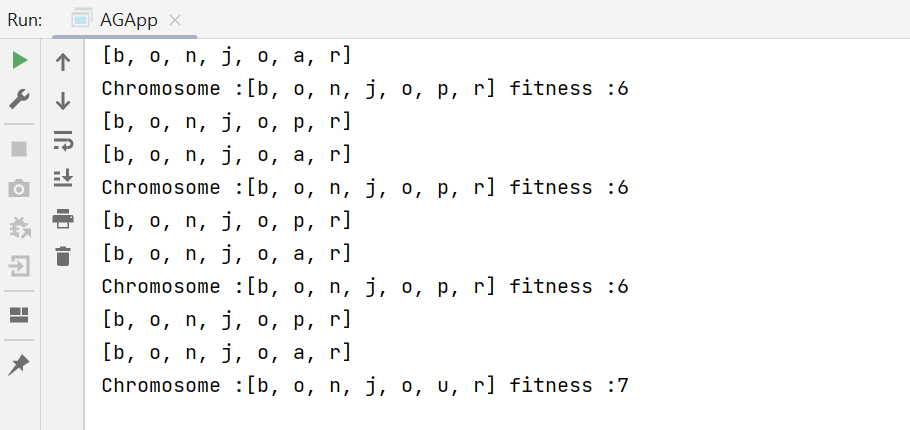 Run: AGApp
[b, o, n, j, o, a, r]
Chromosome :[b, o, n, j, o, p, r] fitness :6
[b, o, n, j, o, p, r]
[b, o, n, j, o, a, r]
Chromosome :[b, o, n, j, o, p, r] fitness :6
[b, o, n, j, o, p, r]
[b, o, n, j, o, a, r]
Chromosome :[b, o, n, j, o, p, r] fitness :6
[b, o, n, j, o, p, r]
[b, o, n, j, o, a, r]
Chromosome :[b, o, n, j, o, u, r] fitness :7